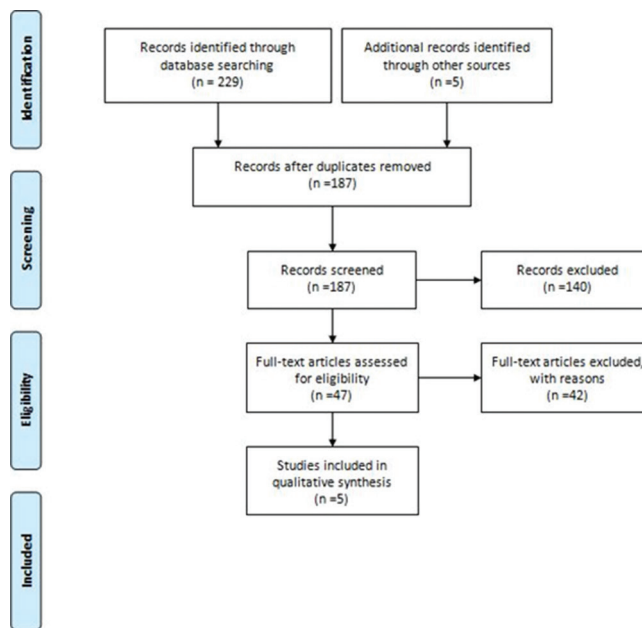 Identification
Records identified through
database searching
(n = 229)
Additional records identified
through other sources
(n =5)
Records after duplicates removed
(n =187)
Screening
Records screened
(n =187)
Records excluded
(n =140)
Eligibility
Full-text articles assessed
for eligibility
(n =47)
Full-text articles excluded,
with reasons
(n =42)
Studies included in
qualitative synthesis
(n =5)
Included